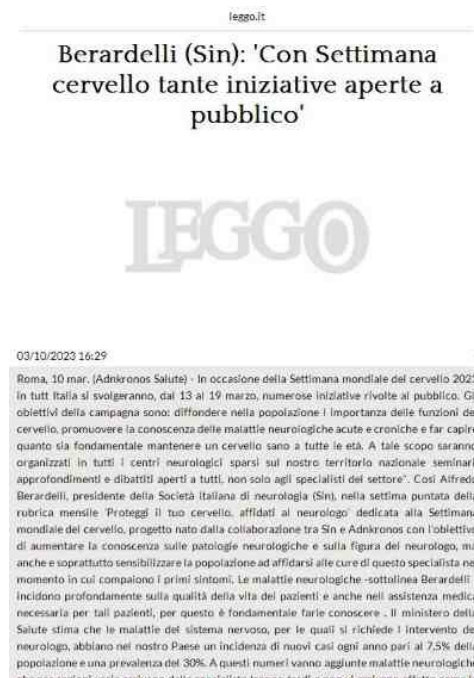 leggo.it
Berardelli (Sin): 'Con Settimana
cervello tante iniziative aperte a
pubblico'
LEGGO
03/10/2023 16:29
Roma, 10 mar. (Adnkronos Salute) - In occasione della Settimana mondiale del cervello
in tutt Italia si svolgeranno, dal 13 al 19 marzo, numerose iniziative rivolte al pubblico.
obiettivi della campagna sono: diffondere nella popolazione l importanza delle funzioni
cervello, promuovere la conoscenza delle malattie neurologiche acute e croniche e far capire
quanto sia fondamentale mantenere un cervello sano a tutte le età. A tale scopo saranno
organizzati in tutti i centri neurologici sparsi sul nostro territorio nazionale seminari
approfondimenti e dibattiti aperti a tutti, non solo agli specialisti del settore". Così Alfredo
Berardelli, presidente della Società italiana di neurologia (Sin), nella settima puntata della
rubrica mensile 'Proteggi il tuo cervello, affidati al neurologo' dedicata alla Settimana
mondiale del cervello, progetto nato dalla collaborazione tra Sin e Adnkronos con l'obiettivo
di aumentare la conoscenza sulle patologie neurologiche e sulla figura del neurologo,
anche e soprattutto sensibilizzare la popolazione ad affidarsi alle cure di questo specialista
momento in cui compaiono i primi sintomi. Le malattie neurologiche -sottolinea Berardelli
incidono profondamente sulla qualità della vita dei pazienti e anche nell assistenza medica
necessaria per tali pazienti, per questo è fondamentale farle conoscere . Il ministero della
Salute stima che le malattie del sistema nervoso, per le quali si richiede l intervento
neurologo, abbiano nel nostro Paese un incidenza di nuovi casi ogni anno pari al 7,5% della
popolazione e una prevalenza del 30%. A questi numeri vanno aggiunte malattie neurologiche